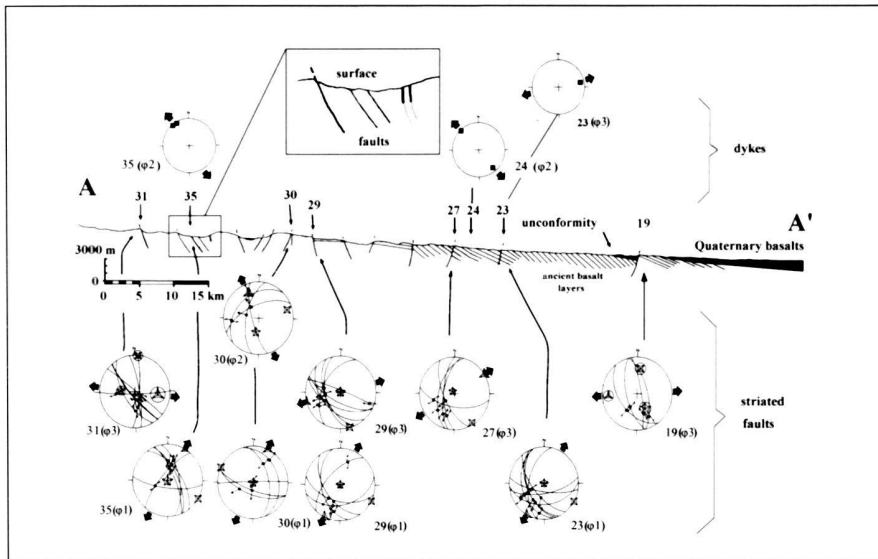 surface
faults
23 (φ3)
35 (φ2)
24 (φ2)
dykes
A
31
35
30
29
27 24 23
unconformity
19
A'
3000 m
0
Quaternary basalts
ancient basalt
layers
0 5 10 15 km
30(φ2)
31(φ3)
29(φ3)
27(φ3)
19(φ3)
striated
faults
35(φ1)
30(φ1)
29(φ1)
23(φ1)